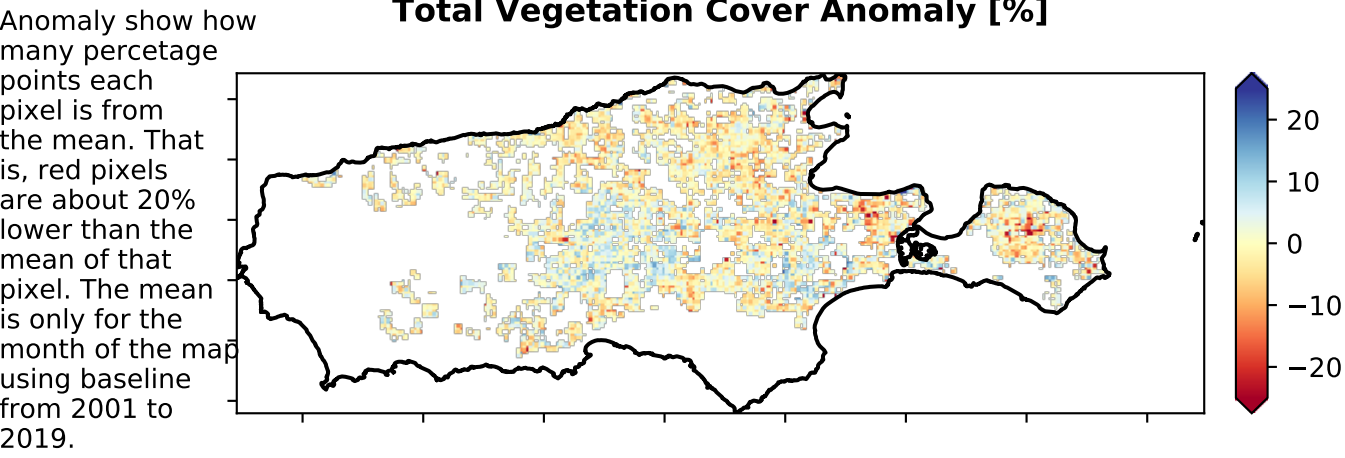 Total Vegetation Cover Anomaly [%]
Anomaly show how
many percetage
points each
pixel is from
the mean. That
is, red pixels
are about 20%
lower than the
mean of that
pixel. The mean
is only for the
month of the map
using baseline
from 2001 to
2019.
20
10
0
−10
−20